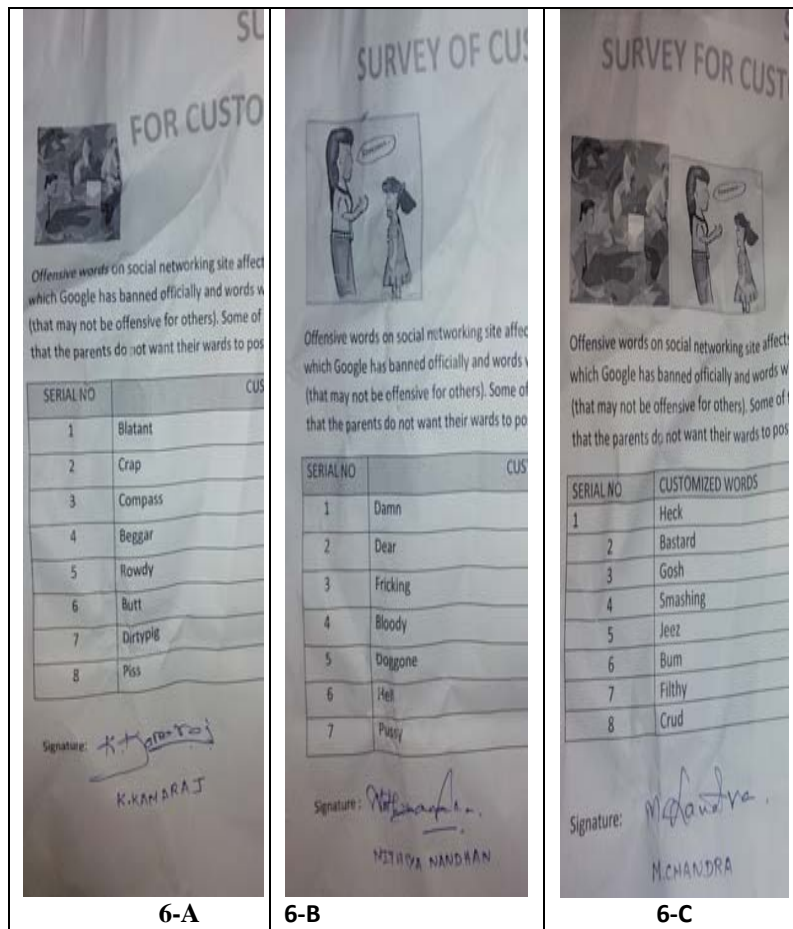 SU
FOR CUSTO
Offensive words on social networking site affect
which Google has banned officially and words w
(that may not be offensive for others). Some of
that the parents do not want their wards to pos
SERIAL NO CUS
1 Blatant
2 Crap
3 Compass
4 Beggar
5 Rowdy
6 Butt
7 Dirtypig
8 Piss
Signature:
K.KANARAJ
6-A
SURVEY OF CUS
Offensive words on social networking site affec
which Google has banned officially and words w
(that may not be offensive for others). Some of
that the parents do not want their wards to po
SERIAL NO CUS
1 Damn
2 Dear
3 Fricking
4 Bloody
5 Doggone
6 Hell
7 Pussy
Signature:
NITHYA NANDHAN
6-B
SURVEY FOR CUST
Offensive words on social networking site affects
which Google has banned officially and words w
(that may not be offensive for others). Some of
that the parents do not want their wards to pos
SERIAL NO CUSTOMIZED WORDS
1 Heck
2 Bastard
3 Gosh
4 Smashing
5 Jeez
6 Bum
7 Filthy
8 Crud
Signature: M.Chandra.
M.CHANDRA
6-C